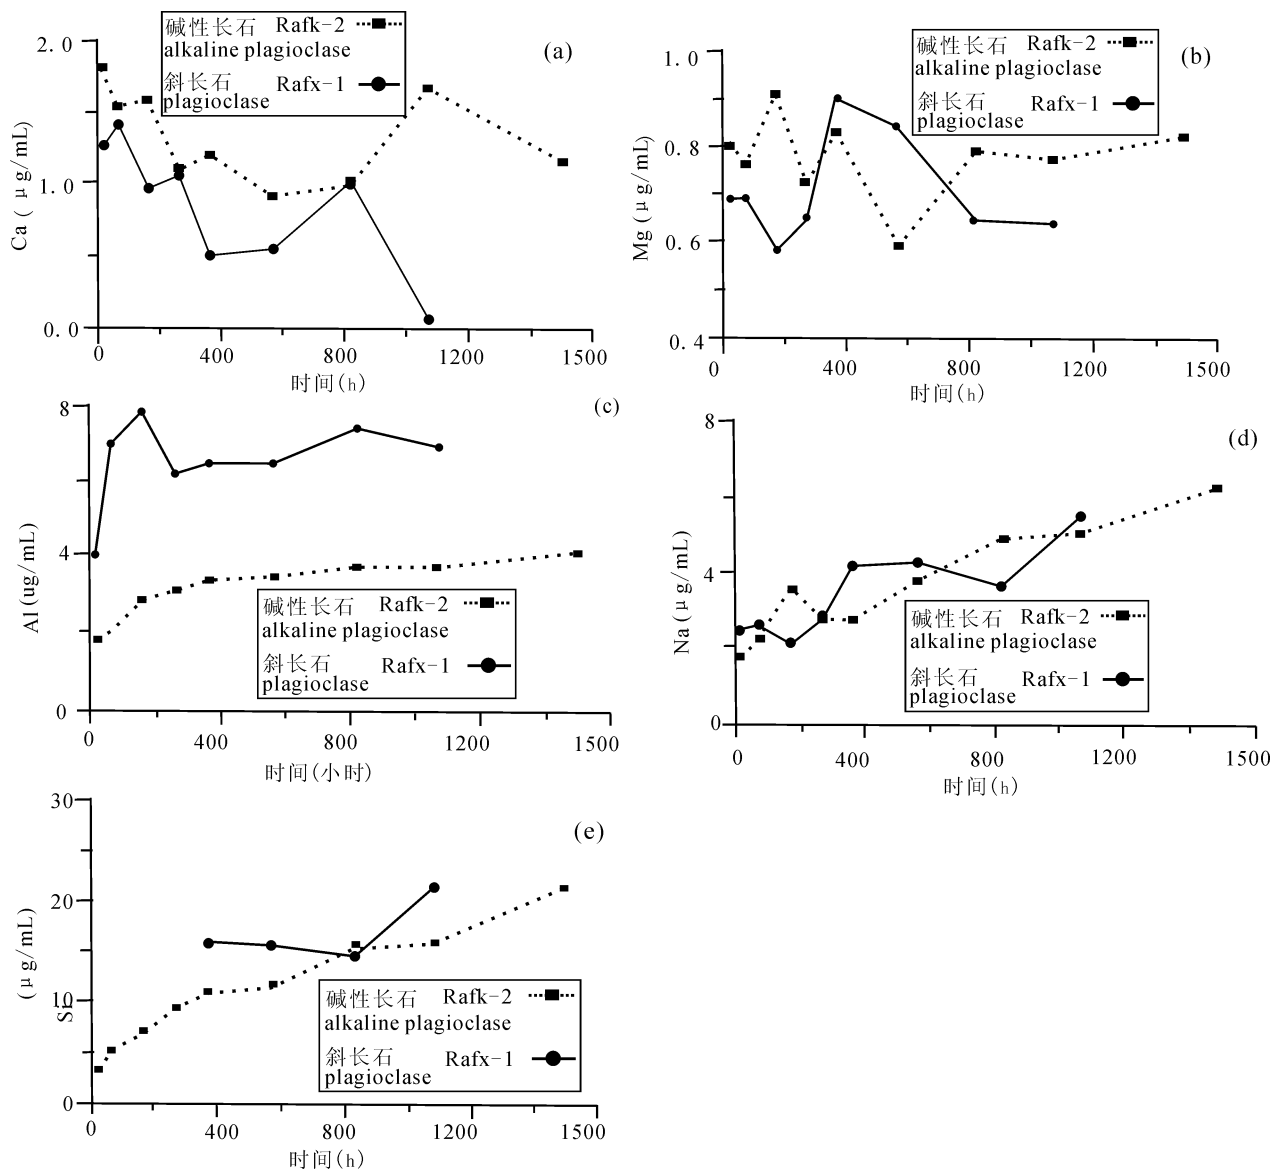 (a)
碱性长石 Rafk-2
alkaline plagioclase
斜长石 Rafx-1
plagioclase
Ca ( μg/mL)
2.0
1.0
0.0
0 400 800 1200 1500
时间(h)
(b)
碱性长石 Rafk-2
alkaline plagioclase
斜长石 Rafx-1
plagioclase
Mg (μg/mL)
1.0
0.8
0.6
0.4
0 400 800 1200 1500
时间(h)
(c)
Al (ug/mL)
8
4
0
碱性长石 Rafk-2
alkaline plagioclase
斜长石 Rafx-1
plagioclase
0 400 800 1200 1500
时间(小时)
(d)
Na (μg/mL)
8
4
0
碱性长石 Rafk-2
alkaline plagioclase
斜长石 Rafx-1
plagioclase
0 400 800 1200 1500
时间(h)
(e)
Si (μg/mL)
30
20
10
0
碱性长石 Rafk-2
alkaline plagioclase
斜长石 Rafx-1
plagioclase
0 400 800 1200 1500
时间(h)